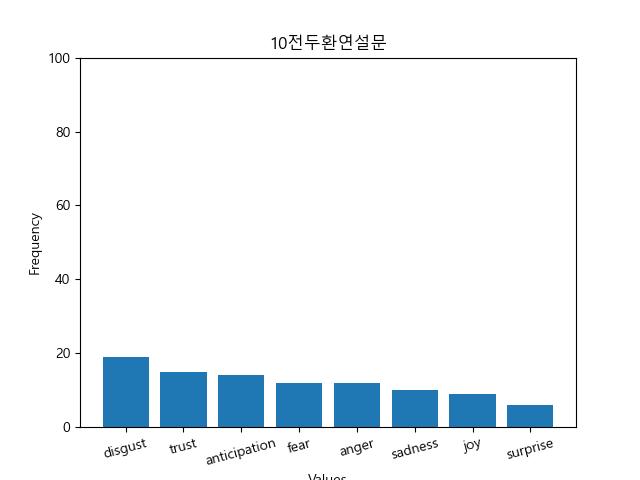 10전두환연설문
100
80
60
40
20
0
Frequency
disgust trust anticipation fear anger sadness joy surprise
Values